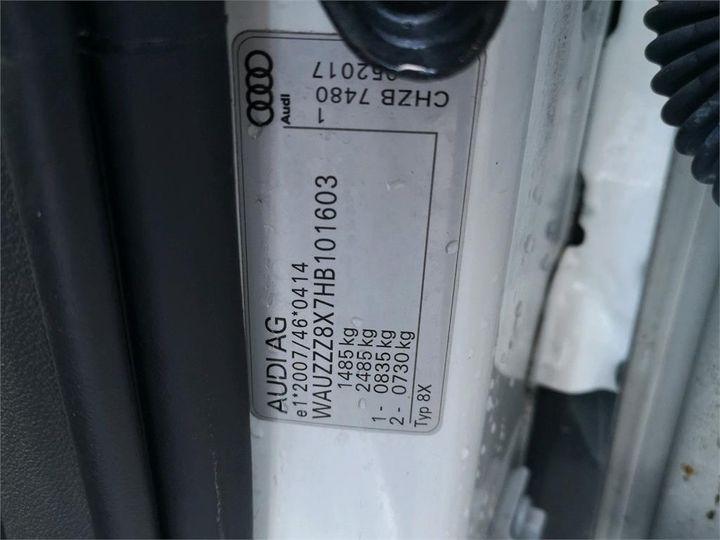 AUDI AG
e1*2007/46*0414
WAUZZZ8X7HB101603
1485 kg
2485 kg
1- 0835 kg
2- 0730 kg
Typ 8X
Audi
1
CHZB 7480
052017